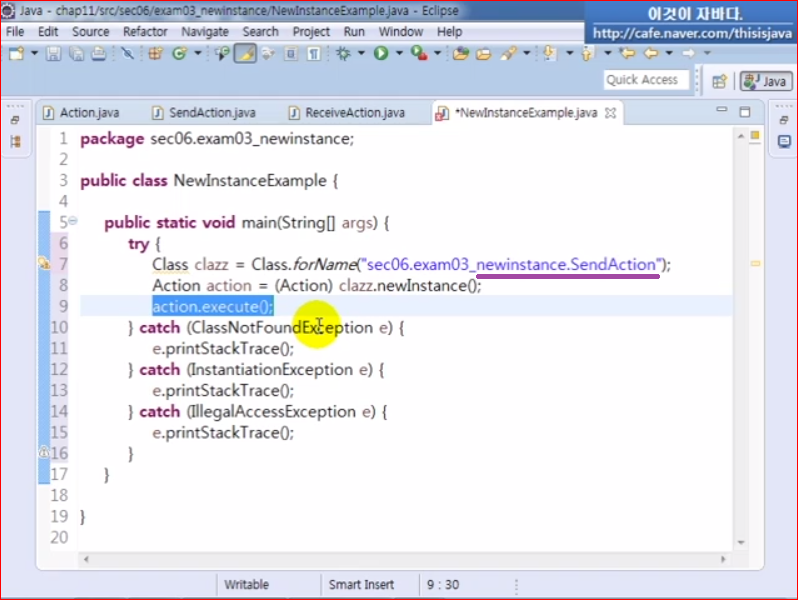 Java - chap11/src/sec06/exam03_newinstance/NewInstanceExample.java - Eclipse
이것이 자바다.
http://cafe.naver.com/thisisjava
File Edit Source Refactor Navigate Search Project Run Window Help
Quick Access
Java
Action.java
SendAction.java
ReceiveAction.java
*NewInstanceExample.java
1 package sec06.exam03_newinstance;
2
3 public class NewInstanceExample {
4
5 public static void main(String[] args) {
6 try {
7 Class clazz = Class.forName("sec06.exam03_newinstance.SendAction");
8 Action action = (Action) clazz.newInstance();
9 action.execute();
10 } catch (ClassNotFoundException e) {
11 e.printStackTrace();
12 } catch (InstantiationException e) {
13 e.printStackTrace();
14 } catch (IllegalAccessException e) {
15 e.printStackTrace();
16 }
17 }
18
19 }
20
Writable
Smart Insert
9 : 30